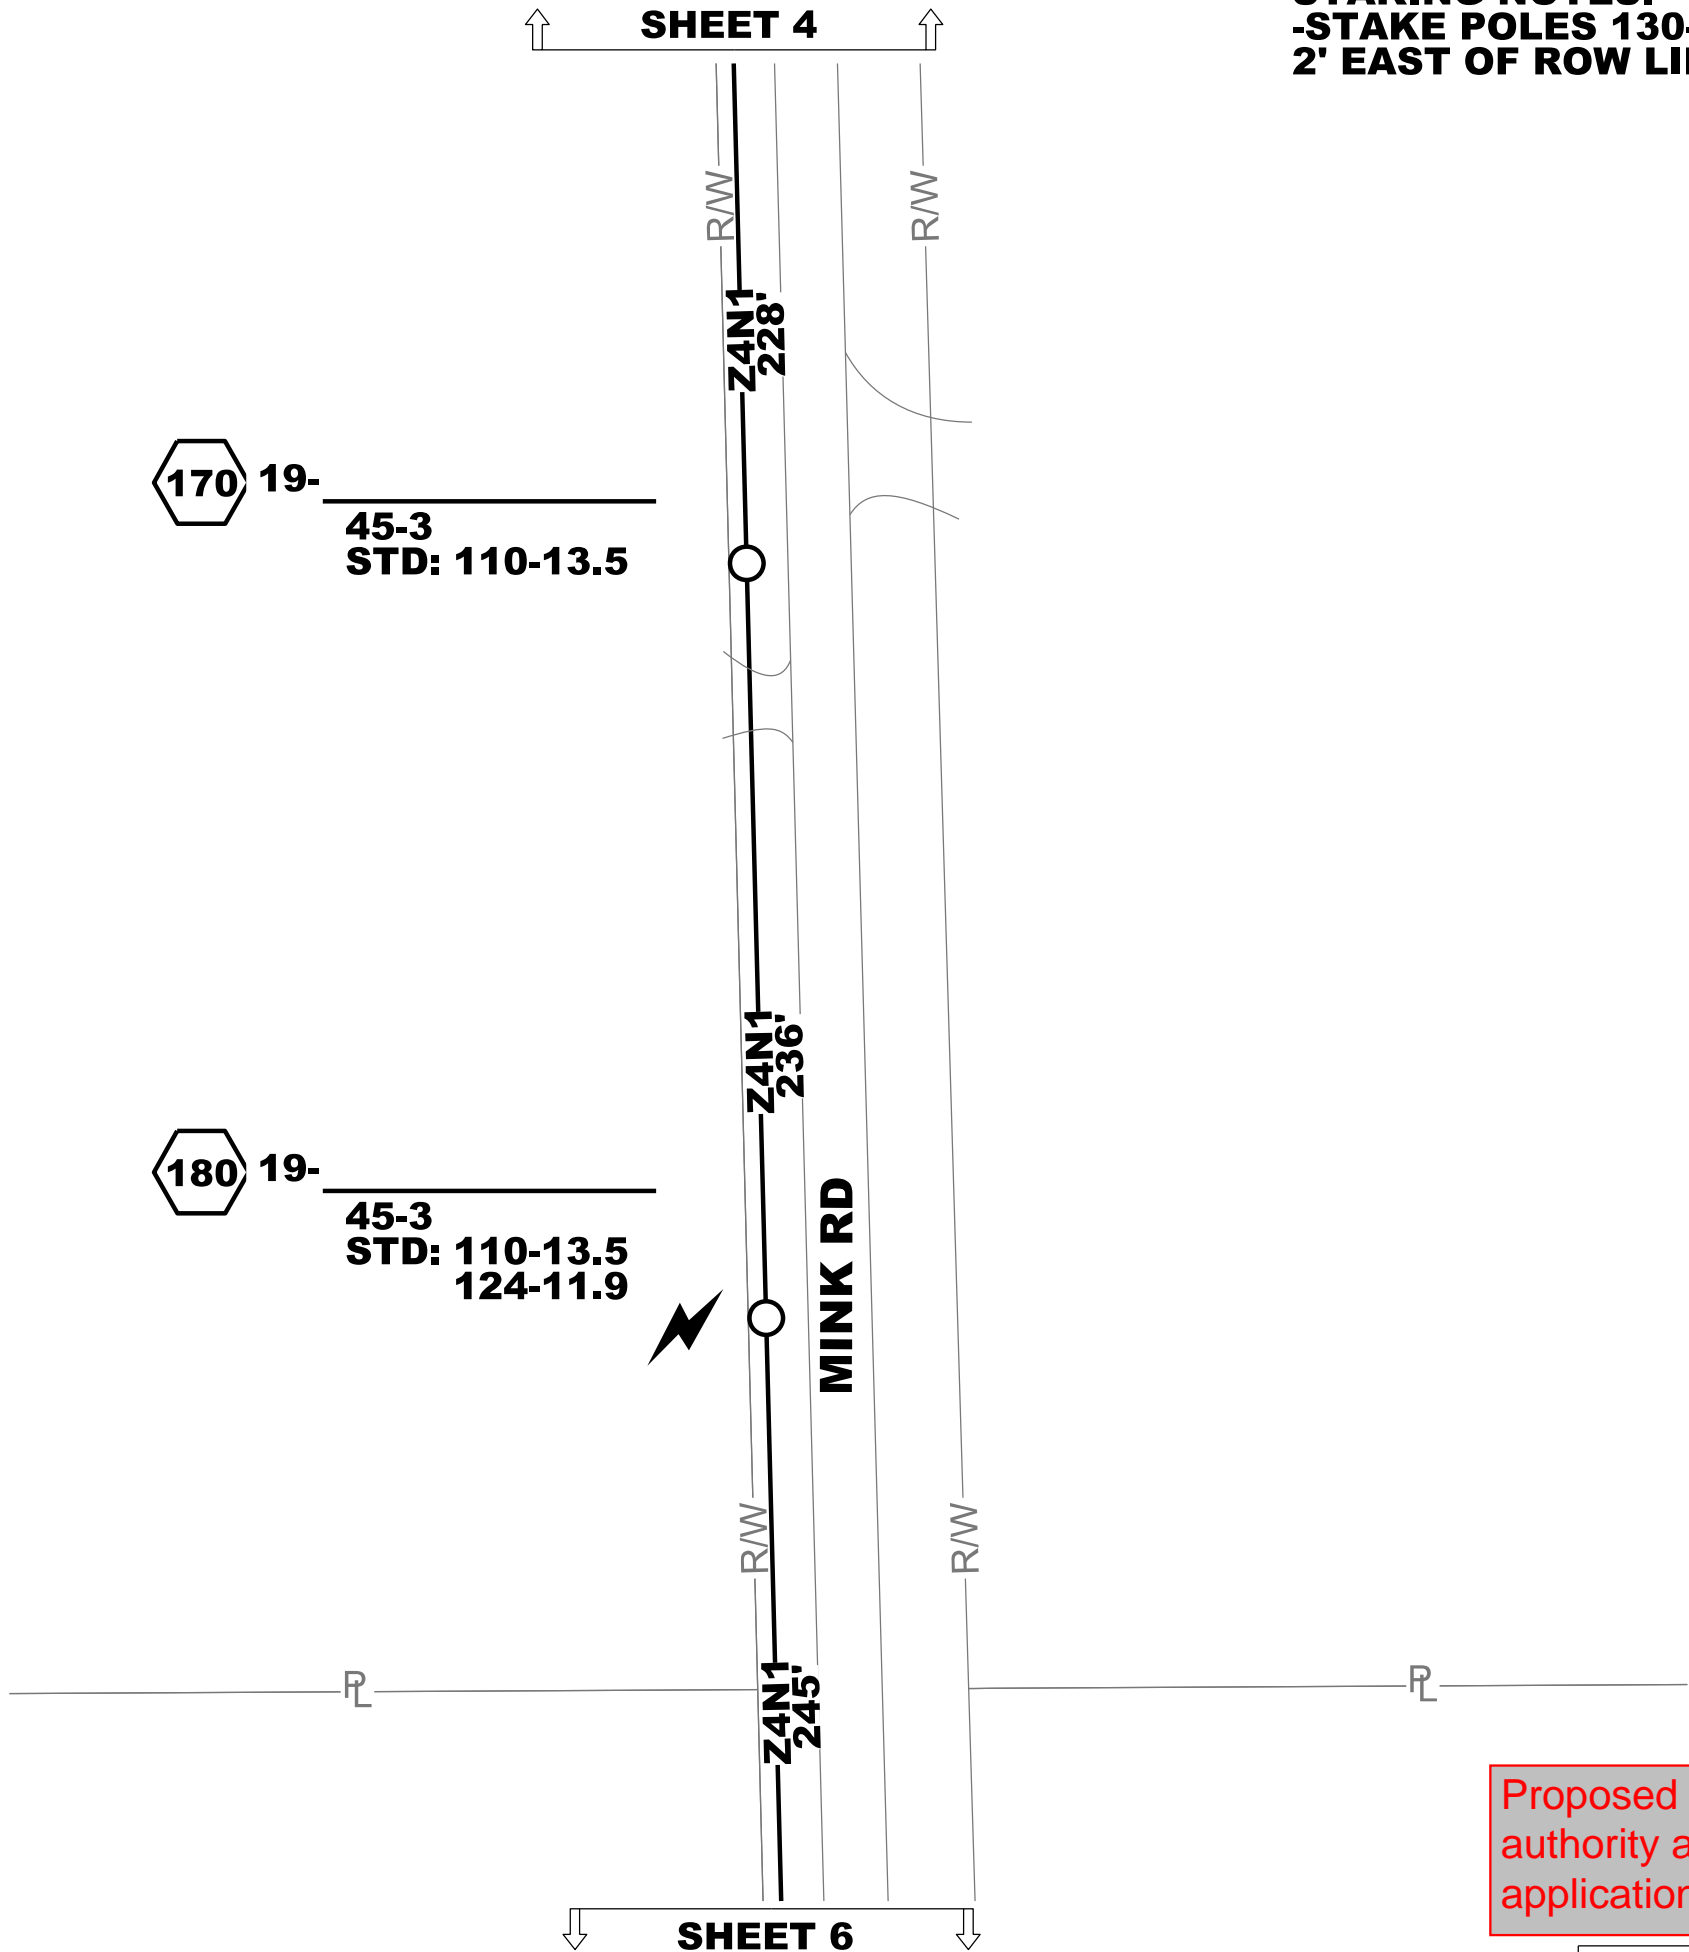 SHEET 4
-STAKE POLES 130-
2' EAST OF ROW
R/W
R/W
Z4N1
228'
170 19-
45-3
STD: 110-13.5
Z4N1
236'
180 19-
45-3
STD: 110-13.5
124-11.9
MINK RD
R/W
R/W
PL
PL
Z4N1
245'
Proposed
authority
application
SHEET 6